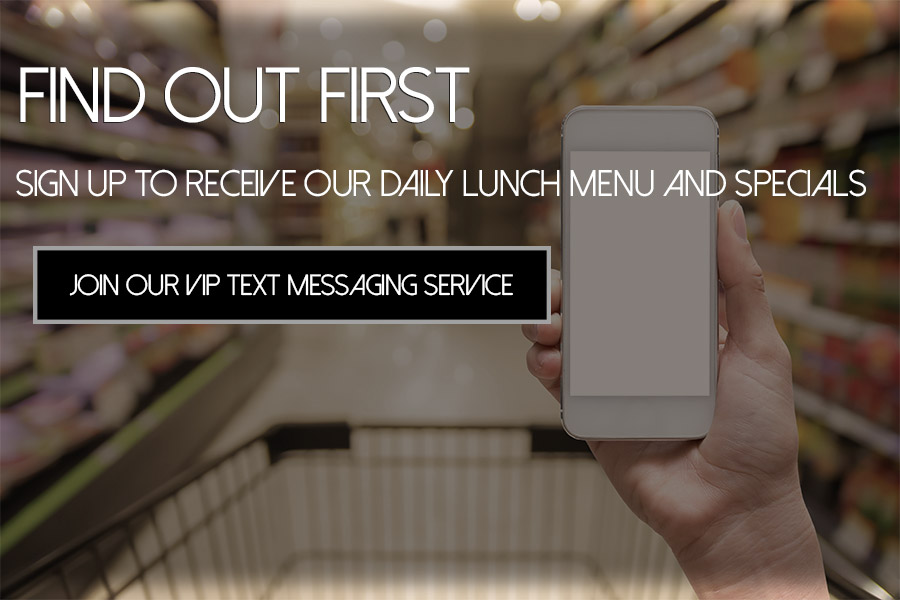 FIND OUT FIRST
SIGN UP TO RECEIVE OUR DAILY LUNCH MENU AND SPECIALS
JOIN OUR VIP TEXT MESSAGING SERVICE